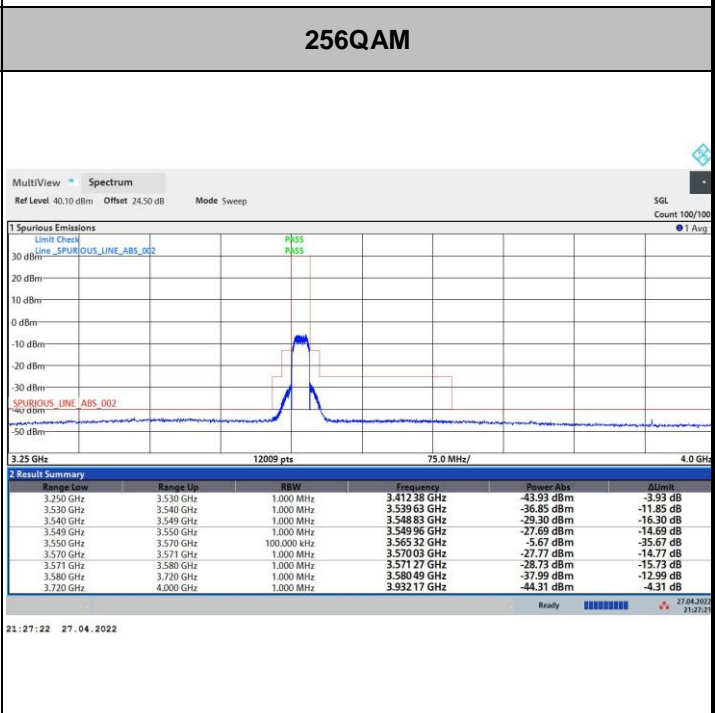 256QAM
MultiView Spectrum
Ref Level 40.10 dBm Offset 24.50 dB Mode Sweep SGL
Count 100/100
1 Spurious Emissions 1 Avg
Limit Check PASS
Line _SPURIOUS_LINE_ABS_002 PASS
30 dBm
20 dBm
10 dBm
0 dBm
-10 dBm
-20 dBm
-30 dBm
_SPURIOUS_LINE_ABS_002
-40 dBm
-50 dBm
3.25 GHz 12009 pts 75.0 MHz/ 4.0 GHz
2 Result Summary
Range Low Range Up RBW Frequency Power Abs ΔLimit
3.250 GHz 3.530 GHz 1.000 MHz 3.412 38 GHz -43.93 dBm -3.93 dB
3.530 GHz 3.540 GHz 1.000 MHz 3.539 63 GHz -36.85 dBm -11.85 dB
3.540 GHz 3.549 GHz 1.000 MHz 3.548 83 GHz -29.30 dBm -16.30 dB
3.549 GHz 3.550 GHz 1.000 MHz 3.549 96 GHz -27.69 dBm -14.69 dB
3.550 GHz 3.570 GHz 100.000 kHz 3.565 32 GHz -5.67 dBm -35.67 dB
3.570 GHz 3.571 GHz 1.000 MHz 3.570 03 GHz -27.77 dBm -14.77 dB
3.571 GHz 3.580 GHz 1.000 MHz 3.571 27 GHz -28.73 dBm -15.73 dB
3.580 GHz 3.720 GHz 1.000 MHz 3.580 49 GHz -37.99 dBm -12.99 dB
3.720 GHz 4.000 GHz 1.000 MHz 3.932 17 GHz -44.31 dBm -4.31 dB
Ready 27.04.2022
21:27:21
21:27:22 27.04.2022